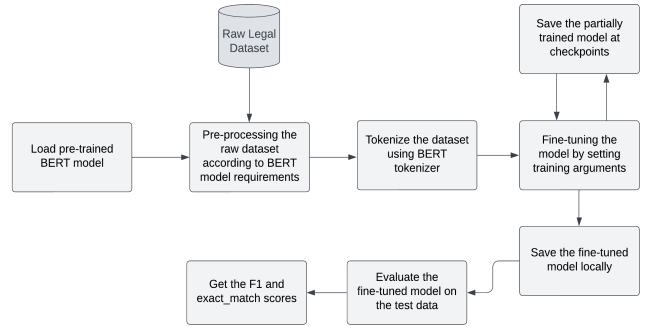 Raw Legal
Dataset
Save the partially
trained model at
checkpoints
Load pre-trained
BERT model
Pre-processing the
raw dataset
according to BERT
model requirements
Tokenize the dataset
using BERT
tokenizer
Fine-tuning the
model by setting
training arguments
Save the fine-tuned
model locally
Evaluate the
fine-tuned model on
the test data
Get the F1 and
exact_match scores